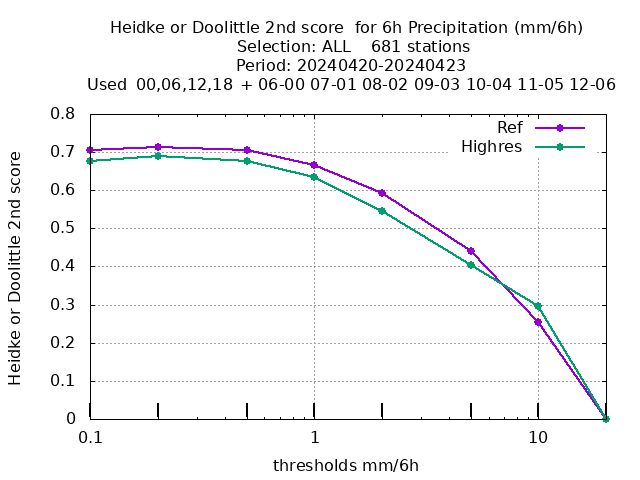 Heidke or Doolittle 2nd score  for 6h Precipitation (mm/6h)
Selection: ALL    681 stations
Period: 20240420-20240423
Used  00,06,12,18  + 06-00 07-01 08-02 09-03 10-04 11-05 12-06
Ref
Highres
0.8
0.7
0.6
0.5
0.4
0.3
0.2
0.1
0
Heidke or Doolittle 2nd score
0.1 1 10
thresholds mm/6h